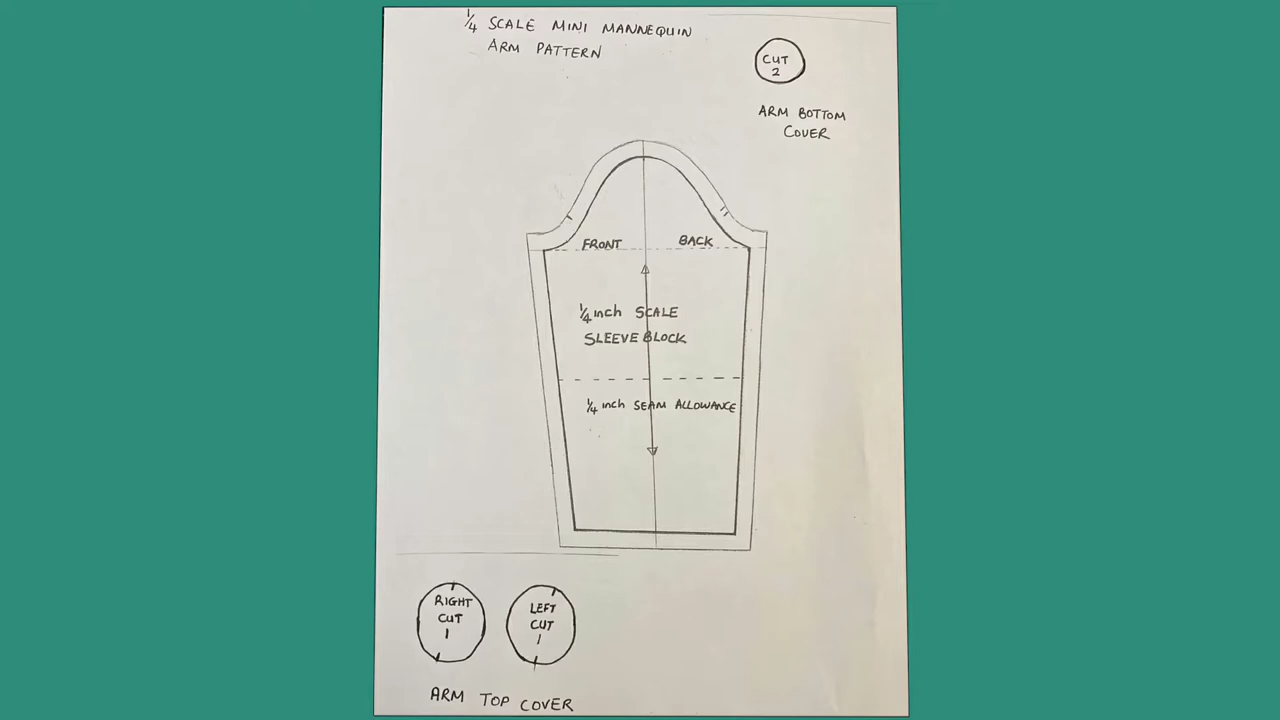 1/4 SCALE MINI MANNEQUIN
ARM PATTERN
CUT
2
ARM BOTTOM
COVER
FRONT
BACK
1/4 inch SCALE
SLEEVE BLOCK
1/4 inch SEAM ALLOWANCE
RIGHT
CUT
1
LEFT
CUT
1
ARM TOP COVER